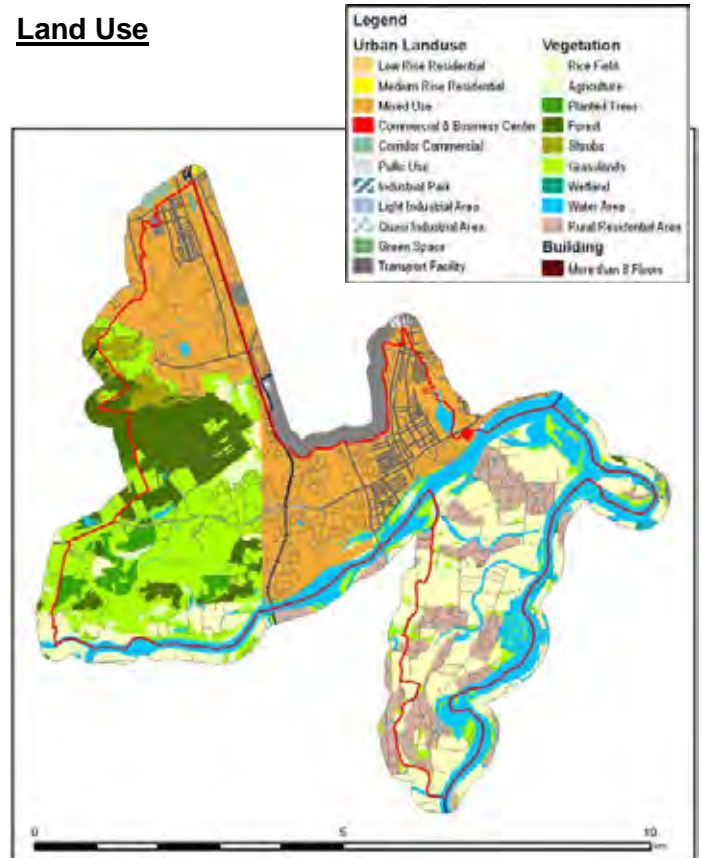 Land Use
Legend
Urban Landuse
Low Rise Residential
Medium Rise Residential
Mixed Use
Commercial & Business Center
Corridor Commercial
Public Use
Industrial Park
Light Industrial Area
Quasi Industrial Area
Green Space
Transport Facility
Vegetation
Rice Field
Agriculture
Planted Trees
Forest
Shrubs
Grasslands
Wetland
Water Area
Rural Residential Area
Building
More than 8 Floors
0 5 10
km